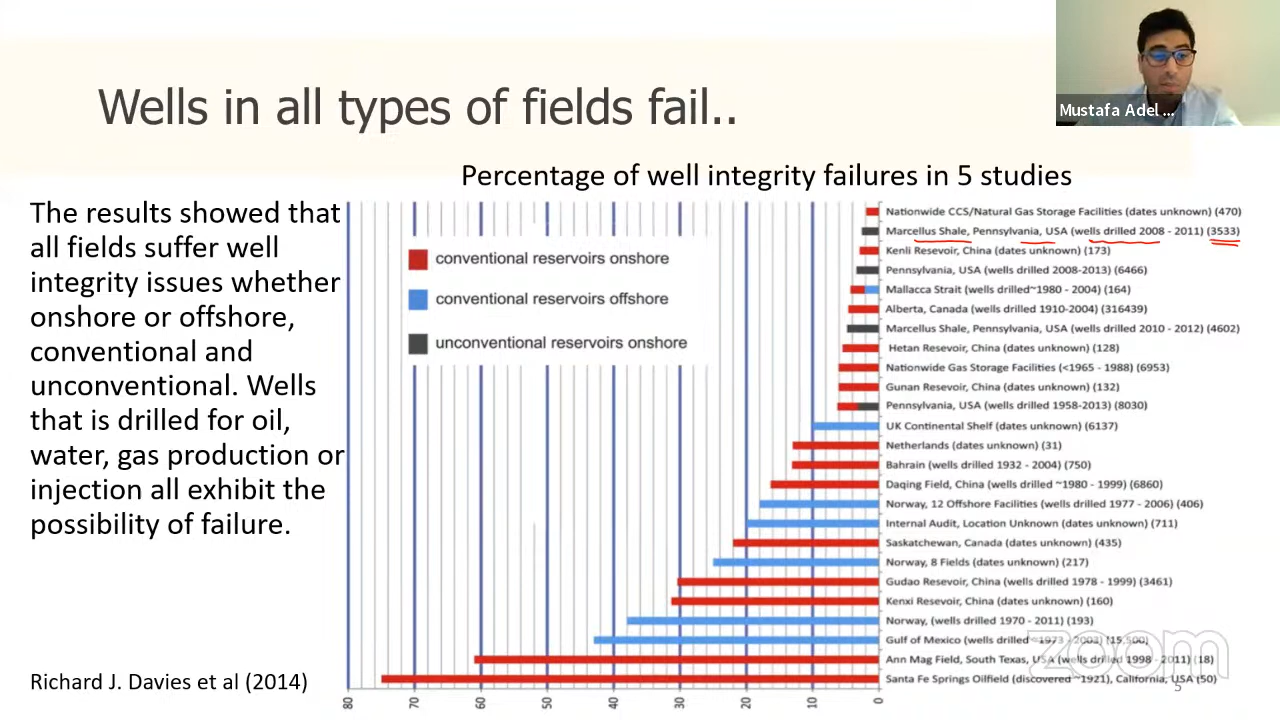 Mustafa Adel ...
Wells in all types of fields fail..
Percentage of well integrity failures in 5 studies
The results showed that
all fields suffer well
integrity issues whether
onshore or offshore,
conventional and
unconventional. Wells
that is drilled for oil,
water, gas production or
injection all exhibit the
possibility of failure.
Richard J. Davies et al (2014)
conventional reservoirs onshore
conventional reservoirs offshore
unconventional reservoirs onshore
Nationwide CCS/Natural Gas Storage Facilities (dates unknown) (470)
Marcellus Shale, Pennsylvania, USA (wells drilled 2008 - 2011) (3533)
Kenli Resevoir, China (dates unknown) (173)
Pennsylvania, USA (wells drilled 2008-2013) (6466)
Mallacca Strait (wells drilled~1980 - 2004) (164)
Alberta, Canada (wells drilled 1910-2004) (316439)
Marcellus Shale, Pennsylvania, USA (wells drilled 2010 - 2012) (4602)
Hetan Resevoir, China (dates unknown) (128)
Nationwide Gas Storage Facilities (<1965 - 1988) (6953)
Gunan Resevoir, China (dates unknown) (132)
Pennsylvania, USA (wells drilled 1958-2013) (8030)
UK Continental Shelf (dates unknown) (6137)
Netherlands (dates unknown) (31)
Bahrain (wells drilled 1932 - 2004) (750)
Daqing Field, China (wells drilled ~1980 - 1999) (6860)
Norway, 12 Offshore Facilities (wells drilled 1977 - 2006) (406)
Internal Audit, Location Unknown (dates unknown) (711)
Saskatchewan, Canada (dates unknown) (435)
Norway, 8 Fields (dates unknown) (217)
Gudao Resevoir, China (wells drilled 1978 - 1999) (3461)
Kenxi Resevoir, China (dates unknown) (160)
Norway, (wells drilled 1970 - 2011) (193)
Gulf of Mexico (wells drilled ~1973 - 2003) (15,500)
Ann Mag Field, South Texas, USA (wells drilled 1998 - 2011) (18)
Santa Fe Springs Oilfield (discovered ~1921), California, USA (50)
80 70 60 50 40 30 20 10 0
zoom
5